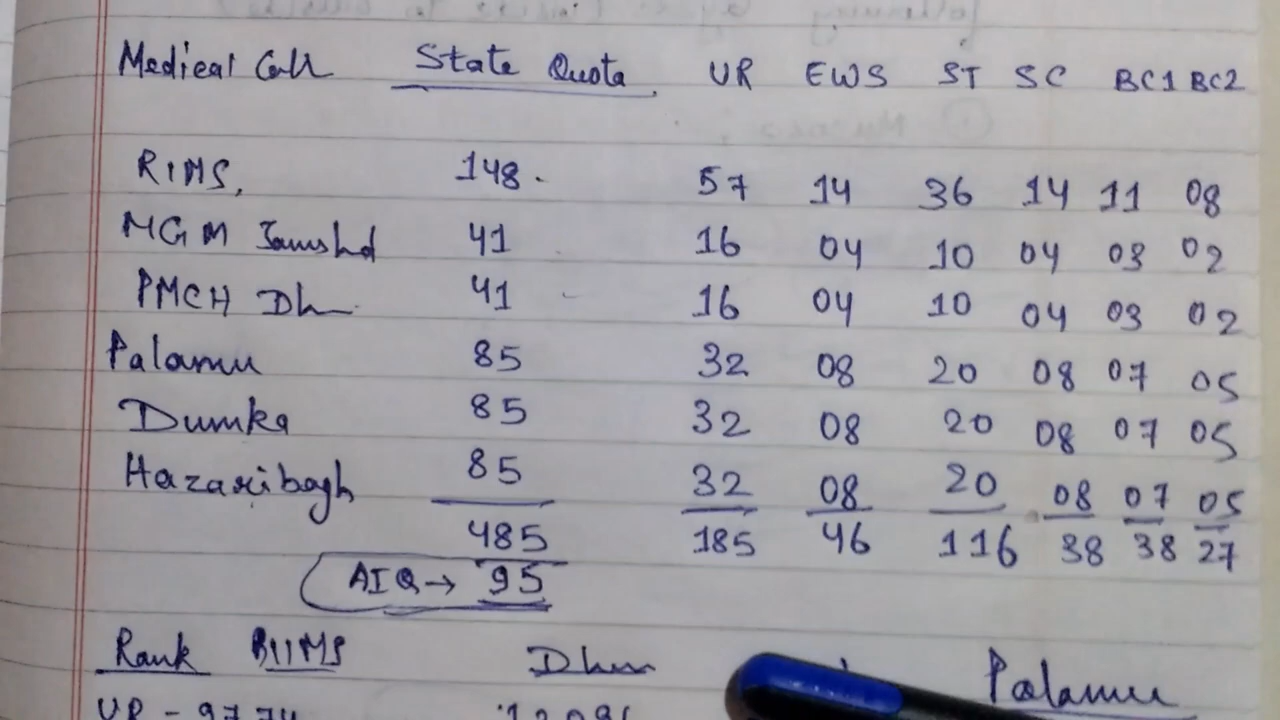 Medical Coll State Quota UR EWS ST SC BC1 BC2
RIMS, 148 57 14 36 14 11 08
MGM Jamshd 41 16 04 10 04 03 02
PMCH Dh 41 16 04 10 04 03 02
Palamu 85 32 08 20 08 07 05
Dumka 85 32 08 20 08 07 05
Hazaribagh 85 32 08 20 08 07 05
485 185 46 116 38 38 27
AIQ → 95
Rank RIIMS Dhn Palamu
UR - 9774